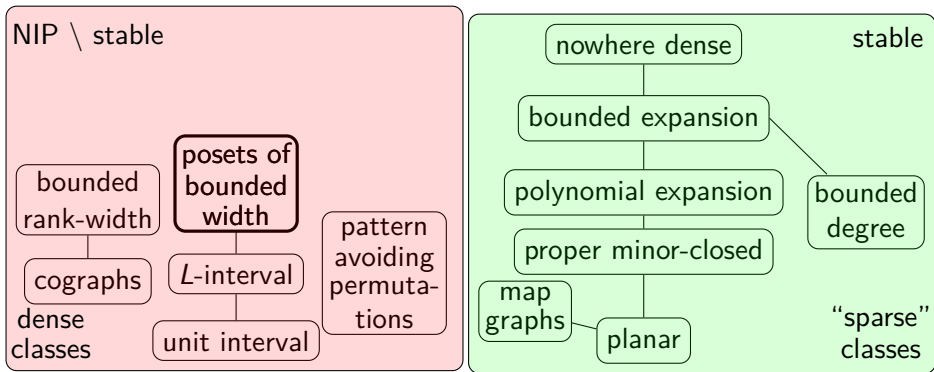 NIP \ stable
posets of
bounded
width
bounded
rank-width
pattern
avoiding
permuta-
tions
cographs
L-interval
unit interval
dense
classes
stable
nowhere dense
bounded expansion
polynomial expansion
bounded
degree
proper minor-closed
map
graphs
planar
“sparse”
classes